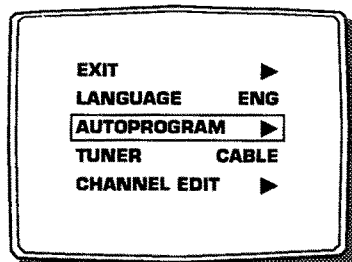 EXIT ▶
LANGUAGE ENG
AUTOPROGRAM ▶
TUNER CABLE
CHANNEL EDIT ▶